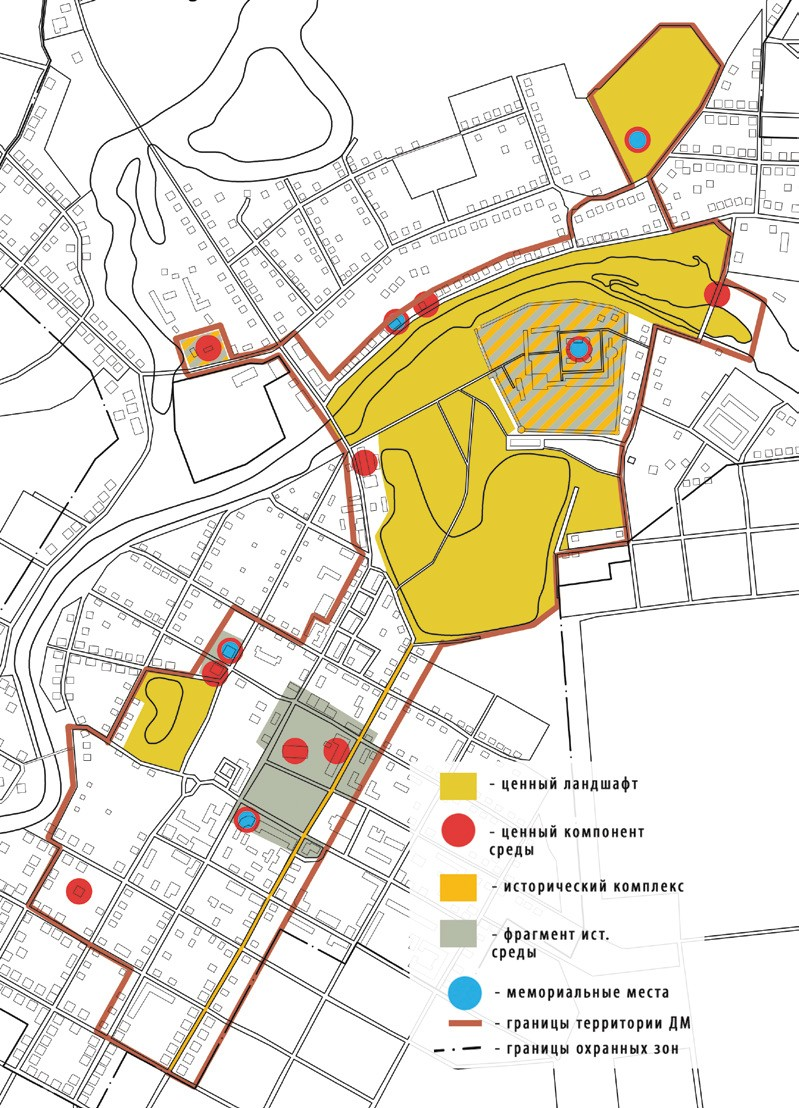 - ценный ландшафт
- ценный компонент
среды
- исторический комплекс
- фрагмент ист.
среды
- мемориальные места
- границы территории ДМ
- границы охранных зон